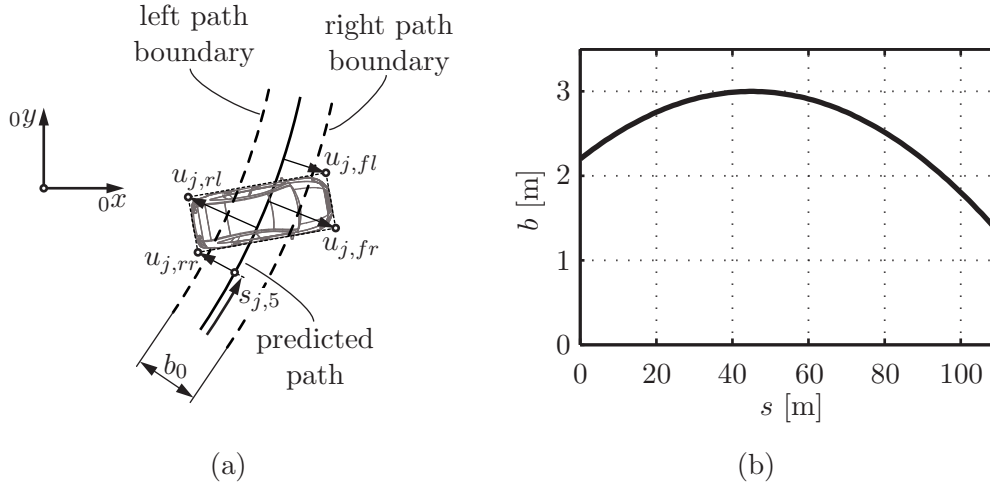 left path
boundary
right path
boundary
₀y
₀x
u_{j,fl}
u_{j,rl}
u_{j,fr}
u_{j,rr}
s_{j,5}
b₀
predicted
path
(a)
3
2
1
0
b [m]
0 20 40 60 80 100
s [m]
(b)